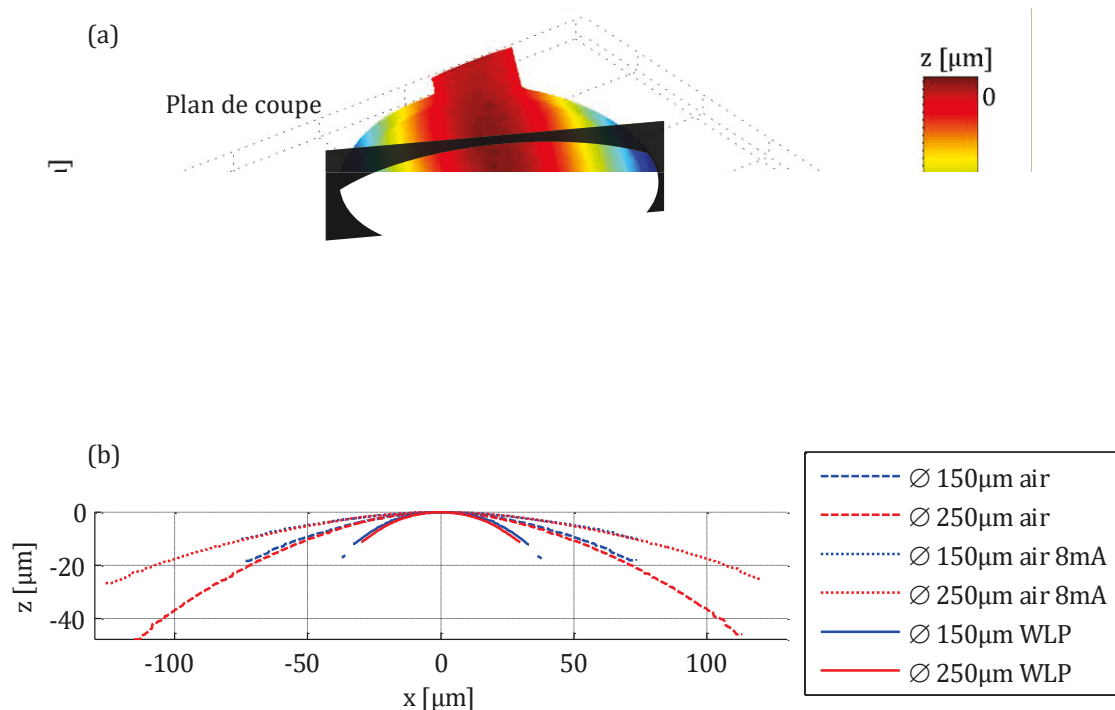 (a)
z [µm]
0
Plan de coupe
(b)
∅ 150µm air
∅ 250µm air
∅ 150µm air 8mA
∅ 250µm air 8mA
∅ 150µm WLP
∅ 250µm WLP
z [µm]
0
-20
-40
-100 -50 0 50 100
x [µm]